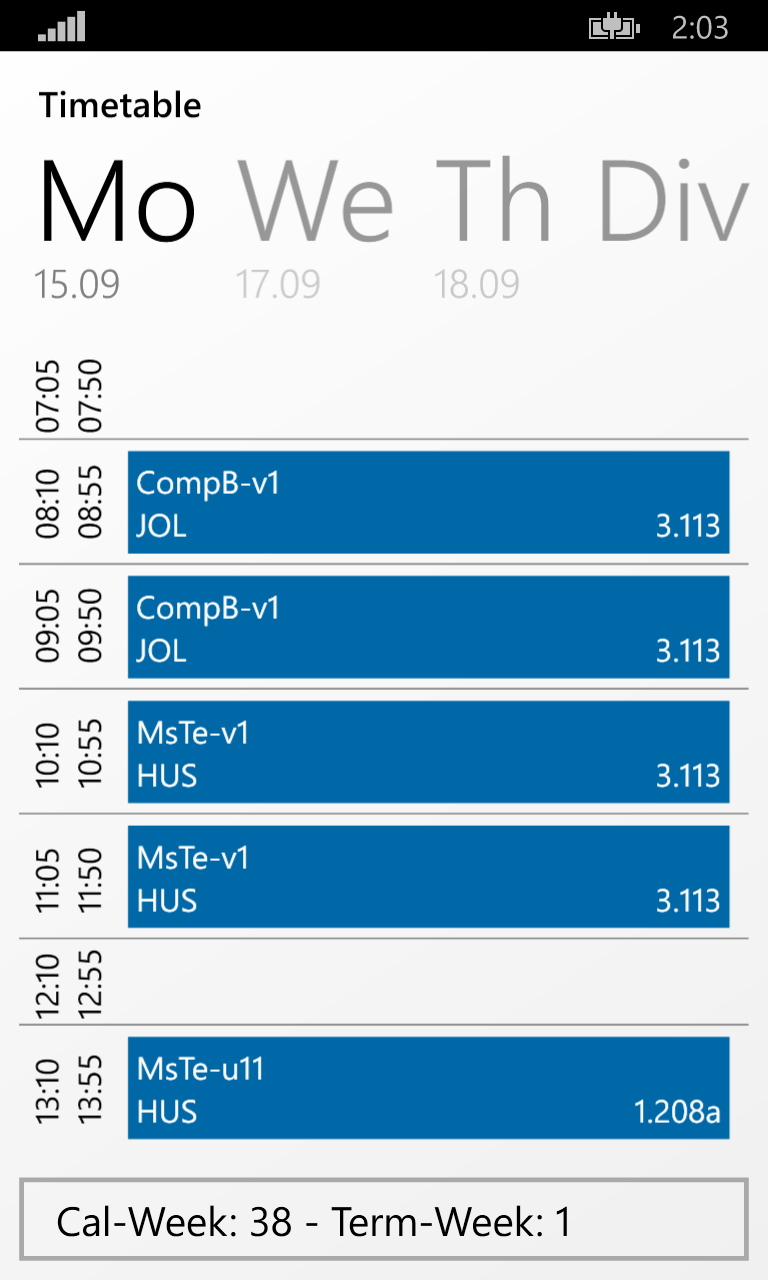 2:03
Timetable
Mo We Th Div
15.09 17.09 18.09
07:05 07:50
08:10 08:55
CompB-v1
JOL 3.113
09:05 09:50
CompB-v1
JOL 3.113
10:10 10:55
MsTe-v1
HUS 3.113
11:05 11:50
MsTe-v1
HUS 3.113
12:10 12:55
13:10 13:55
MsTe-u11
HUS 1.208a
Cal-Week: 38 - Term-Week: 1